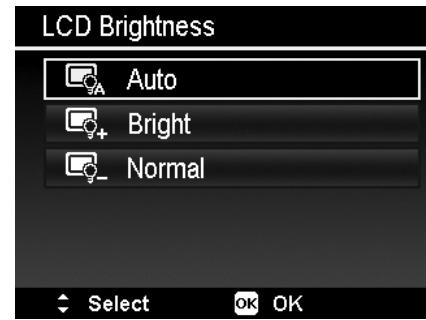 LCD Brightness
A Auto
+ Bright
- Normal
Select OK OK